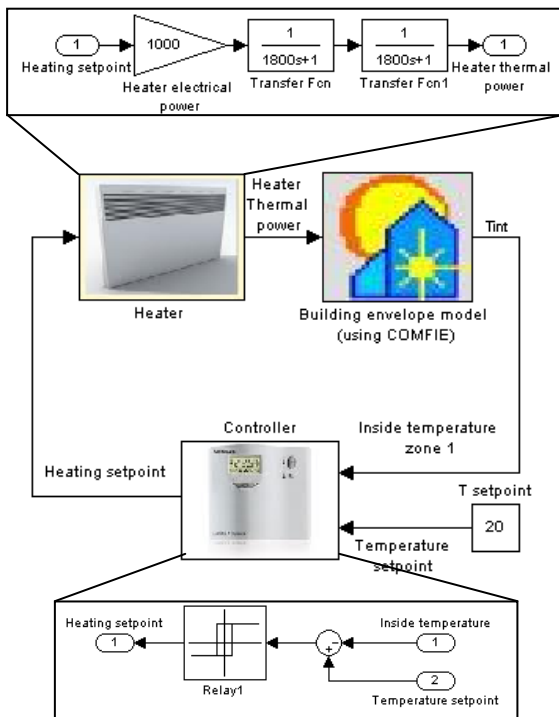 1
1000
1
1800s+1
1
1800s+1
1
Heating setpoint
Heater electrical
power
Transfer Fcn
Transfer Fcn1
Heater thermal
power
Heater
Thermal
power
Tint
Heater
Building envelope model
(using COMFIE)
Controller
Inside temperature
zone 1
Heating setpoint
T setpoint
20
Temperature
setpoint
Heating setpoint
1
Relay1
+
−
Inside temperature
1
2
Temperature setpoint